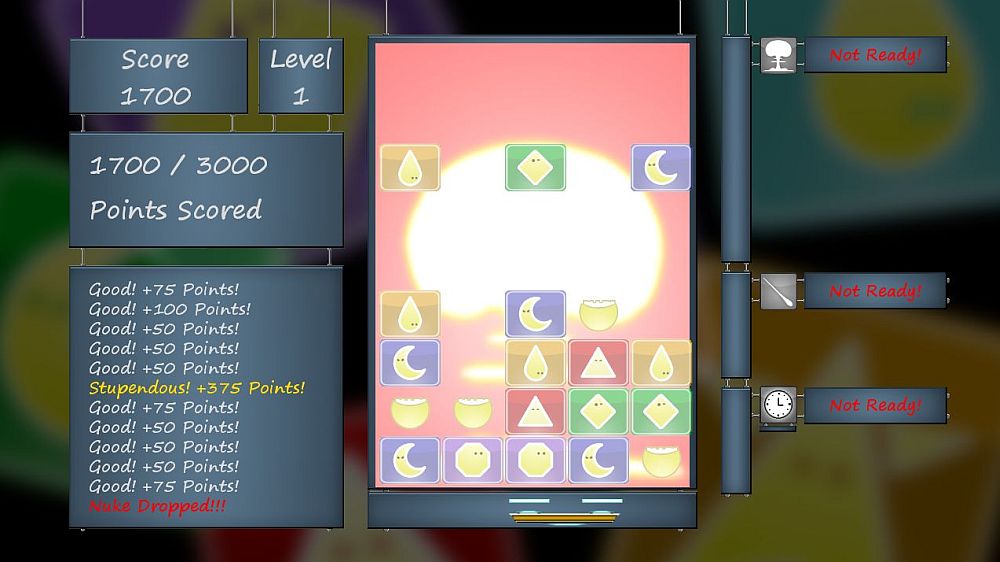 Score
1700
Level
1
1700 / 3000
Points Scored
Good! +75 Points!
Good! +100 Points!
Good! +50 Points!
Good! +50 Points!
Good! +50 Points!
Stupendous! +375 Points!
Good! +75 Points!
Good! +50 Points!
Good! +50 Points!
Good! +50 Points!
Good! +75 Points!
Nuke Dropped!!!
Not Ready!
Not Ready!
Not Ready!